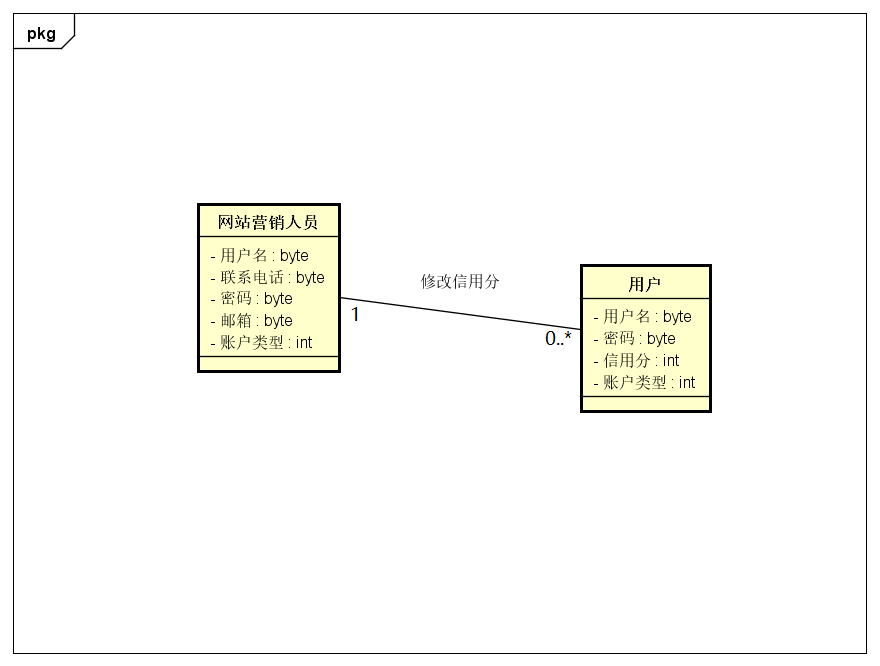 pkg
网站营销人员
- 用户名 : byte
- 联系电话 : byte
- 密码 : byte
- 邮箱 : byte
- 账户类型 : int
修改信用分
1
0..*
用户
- 用户名 : byte
- 密码 : byte
- 信用分 : int
- 账户类型 : int